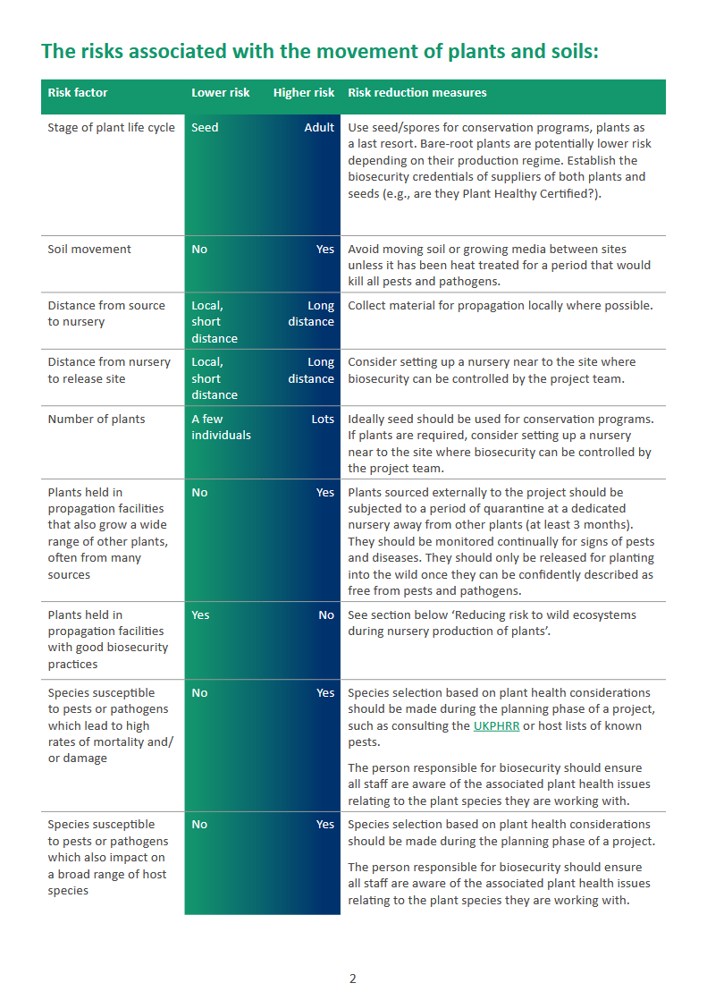 The risks associated with the movement of plants and soils:
Risk factor Lower risk Higher risk Risk reduction measures
Stage of plant life cycle Seed Adult Use seed/spores for conservation programs, plants as
a last resort. Bare-root plants are potentially lower risk
depending on their production regime. Establish the
biosecurity credentials of suppliers of both plants and
seeds (e.g., are they Plant Healthy Certified?).
Soil movement No Yes Avoid moving soil or growing media between sites
unless it has been heat treated for a period that would
kill all pests and pathogens.
Distance from source Local, Long Collect material for propagation locally where possible.
to nursery short distance
distance
Distance from nursery Local, Long Consider setting up a nursery near to the site where
to release site short distance biosecurity can be controlled by the project team.
distance
Number of plants A few Lots Ideally seed should be used for conservation programs.
individuals If plants are required, consider setting up a nursery
near to the site where biosecurity can be controlled by
the project team.
Plants held in No Yes Plants sourced externally to the project should be
propagation facilities subjected to a period of quarantine at a dedicated
that also grow a wide nursery away from other plants (at least 3 months).
range of other plants, They should be monitored continually for signs of pests
often from many and diseases. They should only be released for planting
sources into the wild once they can be confidently described as
free from pests and pathogens.
Plants held in Yes No See section below ‘Reducing risk to wild ecosystems
propagation facilities during nursery production of plants’.
with good biosecurity
practices
Species susceptible No Yes Species selection based on plant health considerations
to pests or pathogens should be made during the planning phase of a project,
which lead to high such as consulting the UKPHRR or host lists of known
rates of mortality and/ pests.
or damage
The person responsible for biosecurity should ensure
all staff are aware of the associated plant health issues
relating to the plant species they are working with.
Species susceptible No Yes Species selection based on plant health considerations
to pests or pathogens should be made during the planning phase of a project.
which also impact on
a broad range of host The person responsible for biosecurity should ensure
species all staff are aware of the associated plant health issues
relating to the plant species they are working with.
2